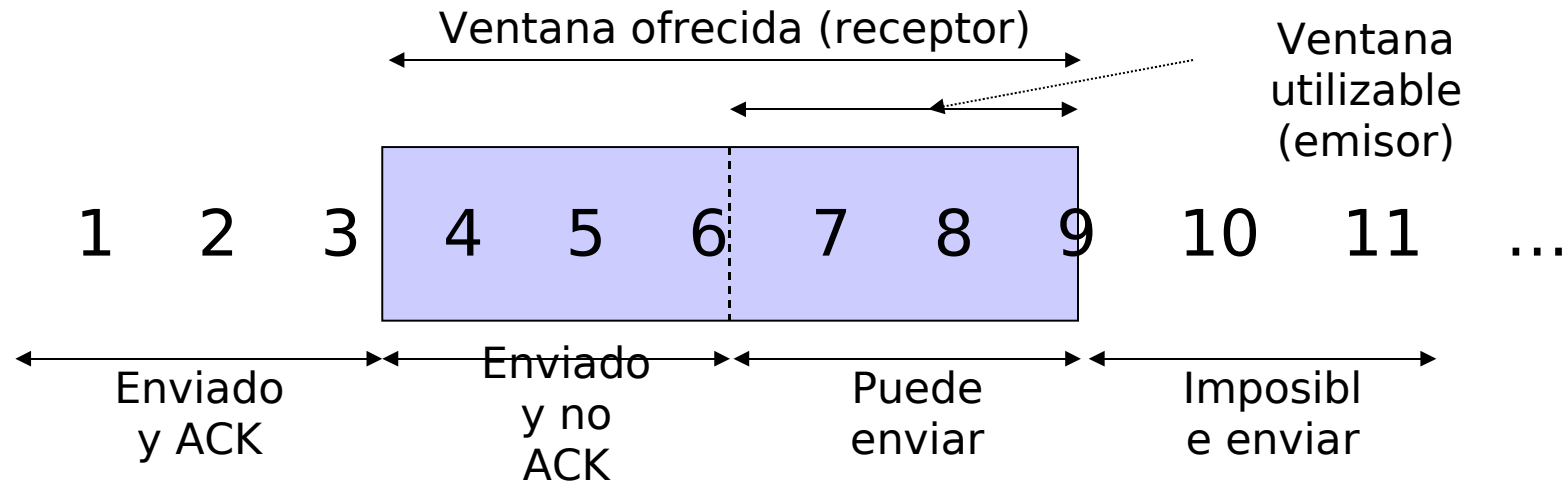 Ventana ofrecida (receptor)
Ventana
utilizable
(emisor)
1 2 3 4 5 6 7 8 9 10 11 ...
Enviado
y ACK
Enviado
y no
ACK
Puede
enviar
Imposibl
e enviar